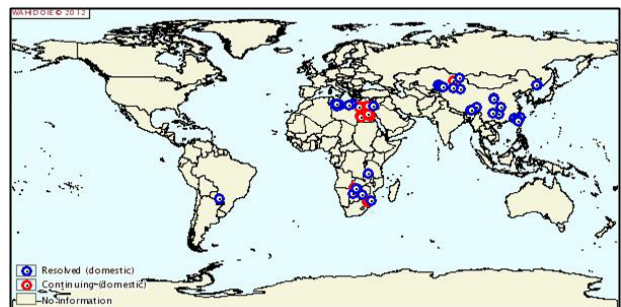 WAHID OIE © 2012
Resolved (domestic)
Continuing (domestic)
No information